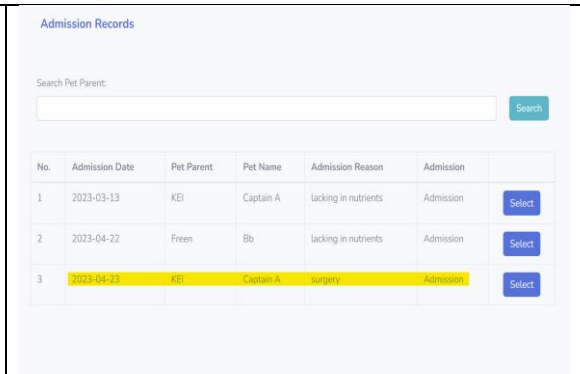 Admission Records
Search Pet Parent:
Search
No. Admission Date Pet Parent Pet Name Admission Reason Admission
1 2023-03-13 KEI Captain A lacking in nutrients Admission Select
2 2023-04-22 Freen Bb lacking in nutrients Admission Select
3 2023-04-23 KEI Captain A surgery Admission Select